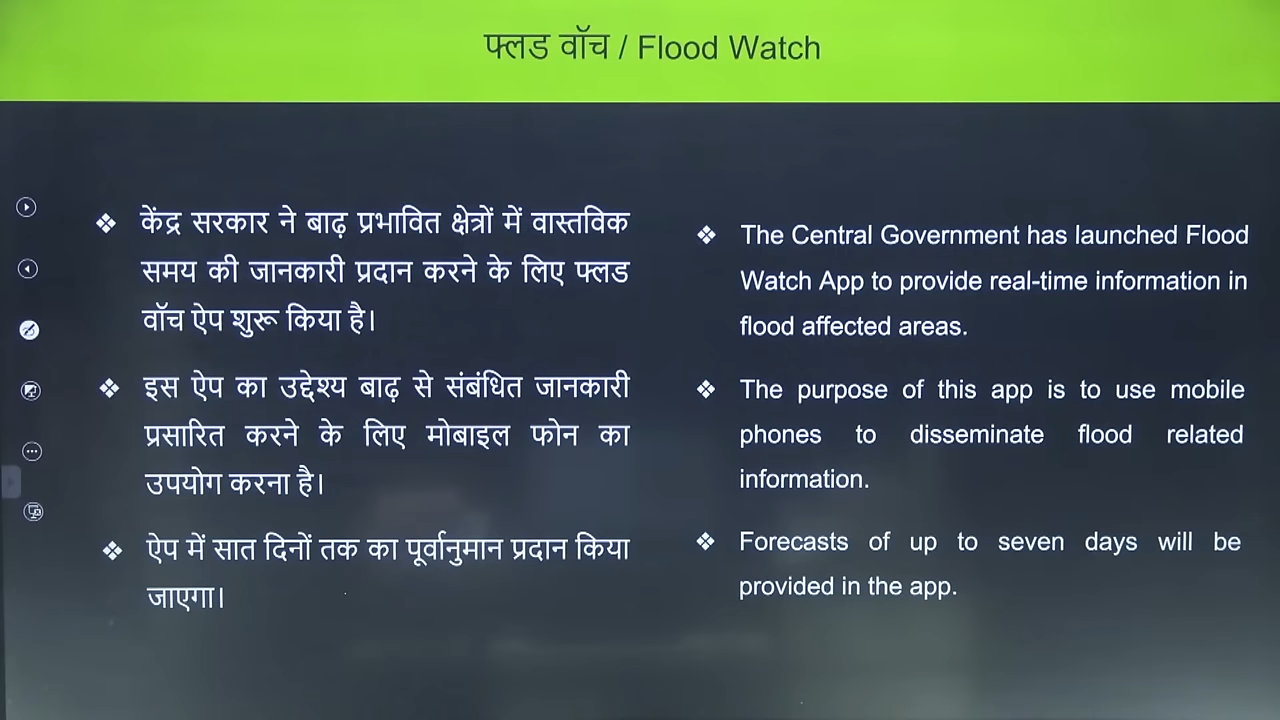 फ्लड वॉच / Flood Watch
❖ केंद्र सरकार ने बाढ़ प्रभावित क्षेत्रों में वास्तविक
समय की जानकारी प्रदान करने के लिए फ्लड
वॉच ऐप शुरू किया है।
❖ इस ऐप का उद्देश्य बाढ़ से संबंधित जानकारी
प्रसारित करने के लिए मोबाइल फोन का
उपयोग करना है।
❖ ऐप में सात दिनों तक का पूर्वानुमान प्रदान किया
जाएगा।
❖ The Central Government has launched Flood
Watch App to provide real-time information in
flood affected areas.
❖ The purpose of this app is to use mobile
phones to disseminate flood related
information.
❖ Forecasts of up to seven days will be
provided in the app.